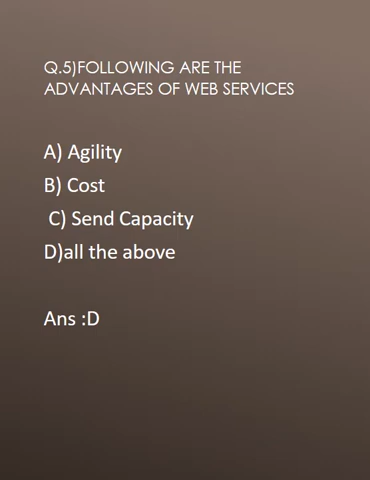 Q.5)FOLLOWING ARE THE
ADVANTAGES OF WEB SERVICES
A) Agility
B) Cost
C) Send Capacity
D)all the above
Ans :D